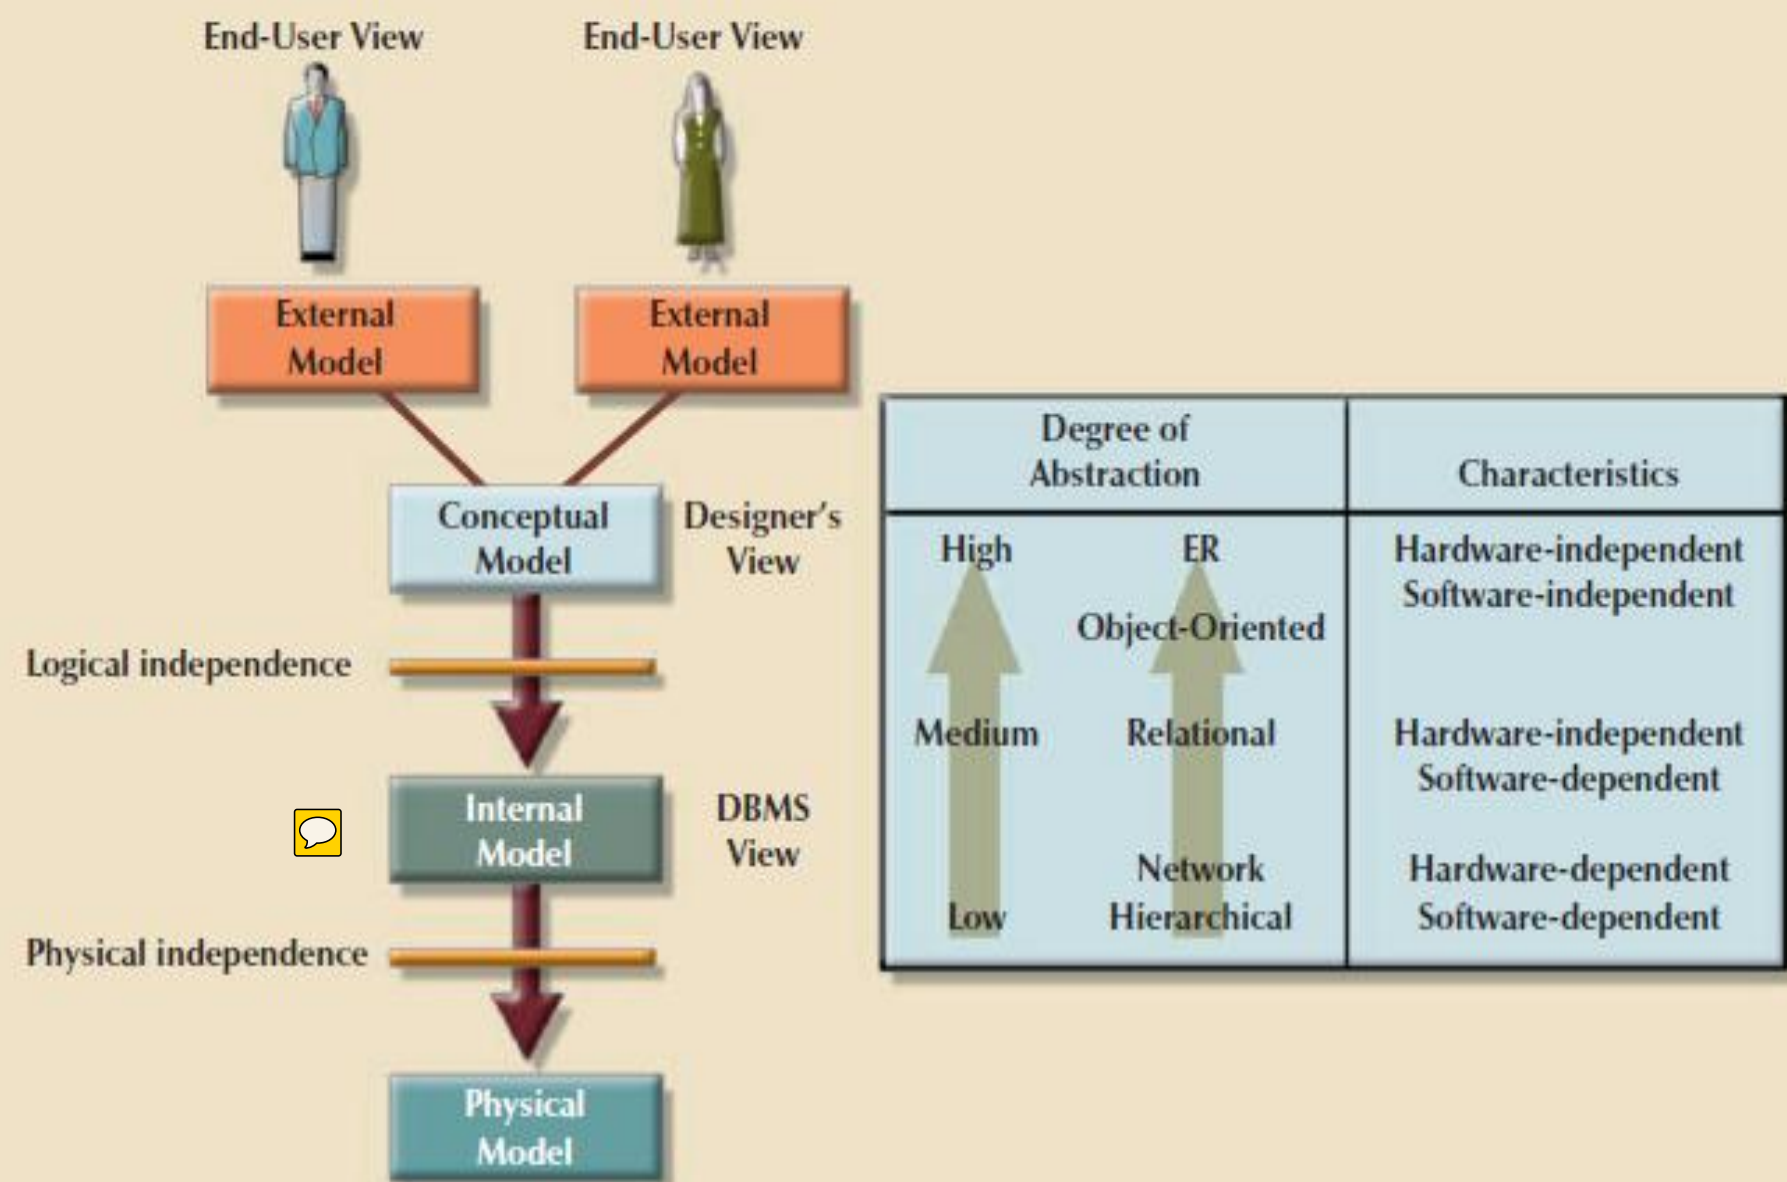 End-User View
End-User View
External
Model
External
Model
Conceptual
Model
Designer's
View
Logical independence
Internal
Model
DBMS
View
Physical independence
Physical
Model
Degree of
Abstraction
Characteristics
High
ER
Hardware-independent
Software-independent
Object-Oriented
Medium
Relational
Hardware-independent
Software-dependent
Network
Hardware-dependent
Low
Hierarchical
Software-dependent